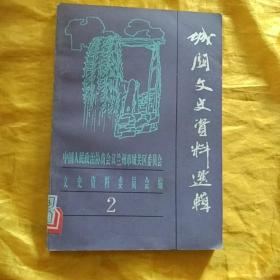 城關文史資料選輯
中国人民政治协商会议兰州市城关区委员会
文史资料委员会编
2